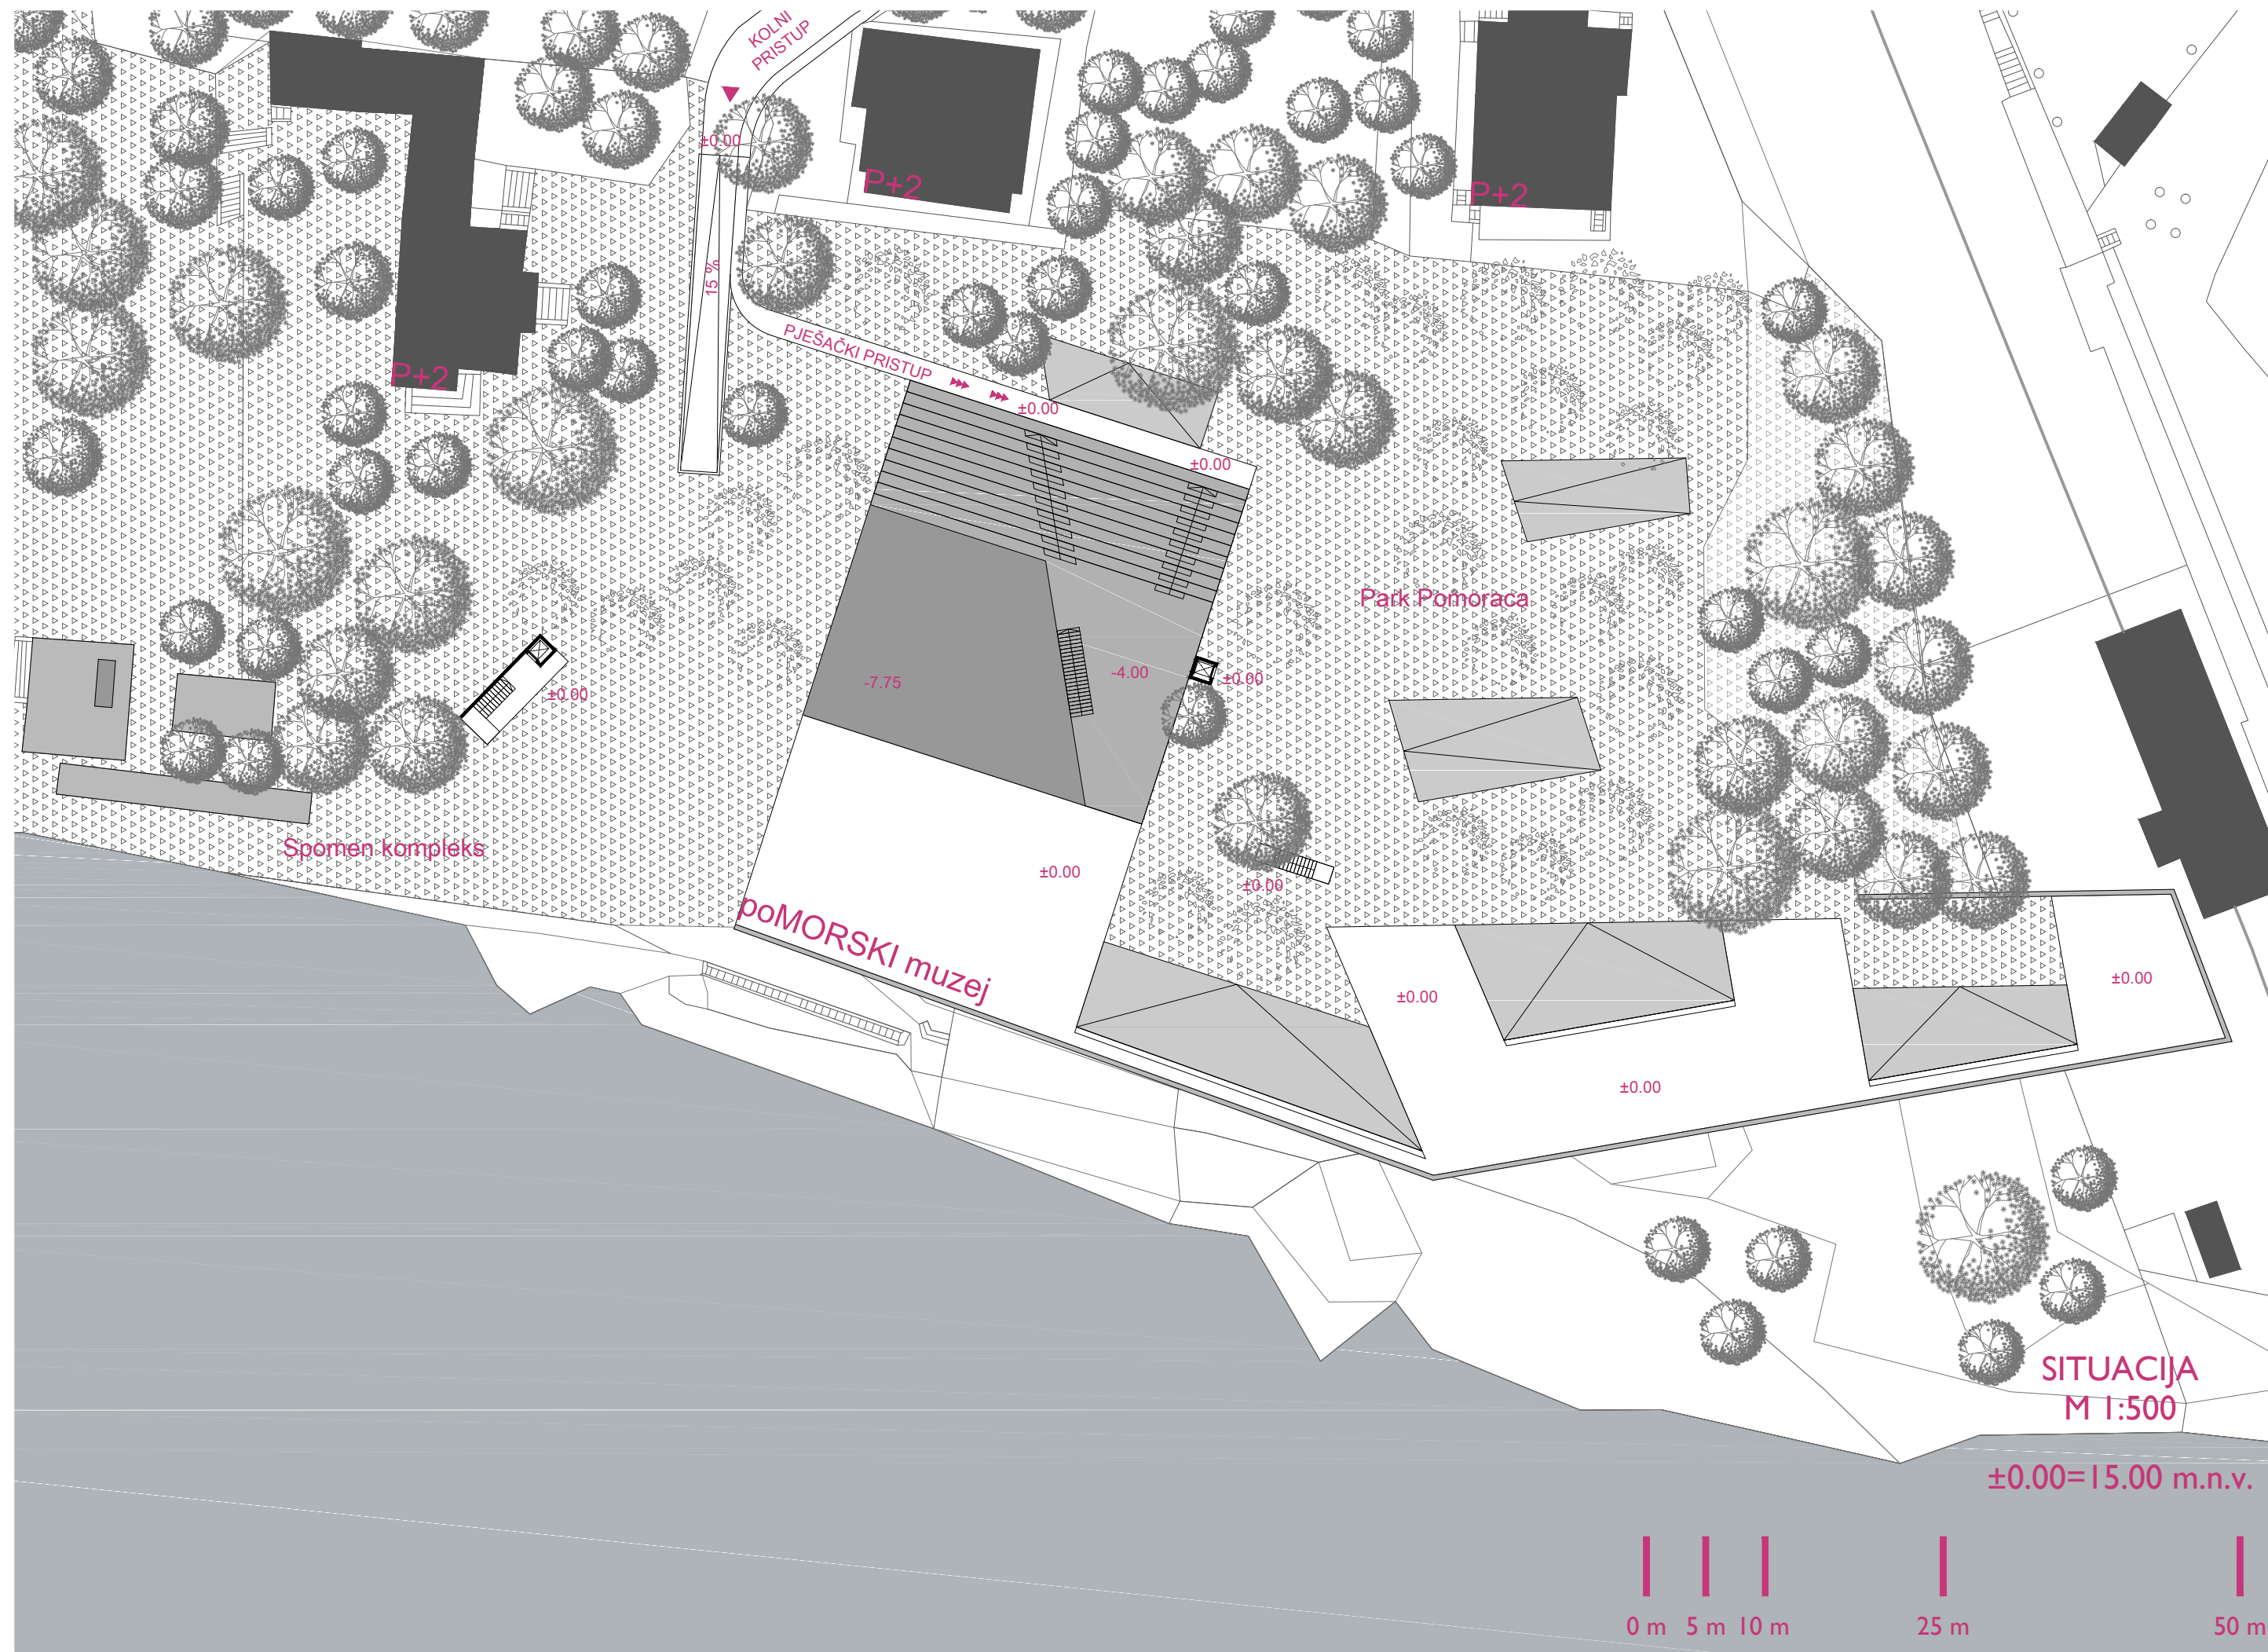 KOLNI
PRISTUP
±0.00
P+2
P+2
15 %
PJEŠAČKI PRISTUP
P+2
±0.00
±0.00
Park Pomoraca
-7.75
-4.00
±0.00
±0.00
Spomen kompleks
±0.00
±0.00
poMORSKI muzej
±0.00
±0.00
±0.00
SITUACIJA
M 1:500
±0.00=15.00 m.n.v.
0 m 5 m 10 m 25 m 50 m